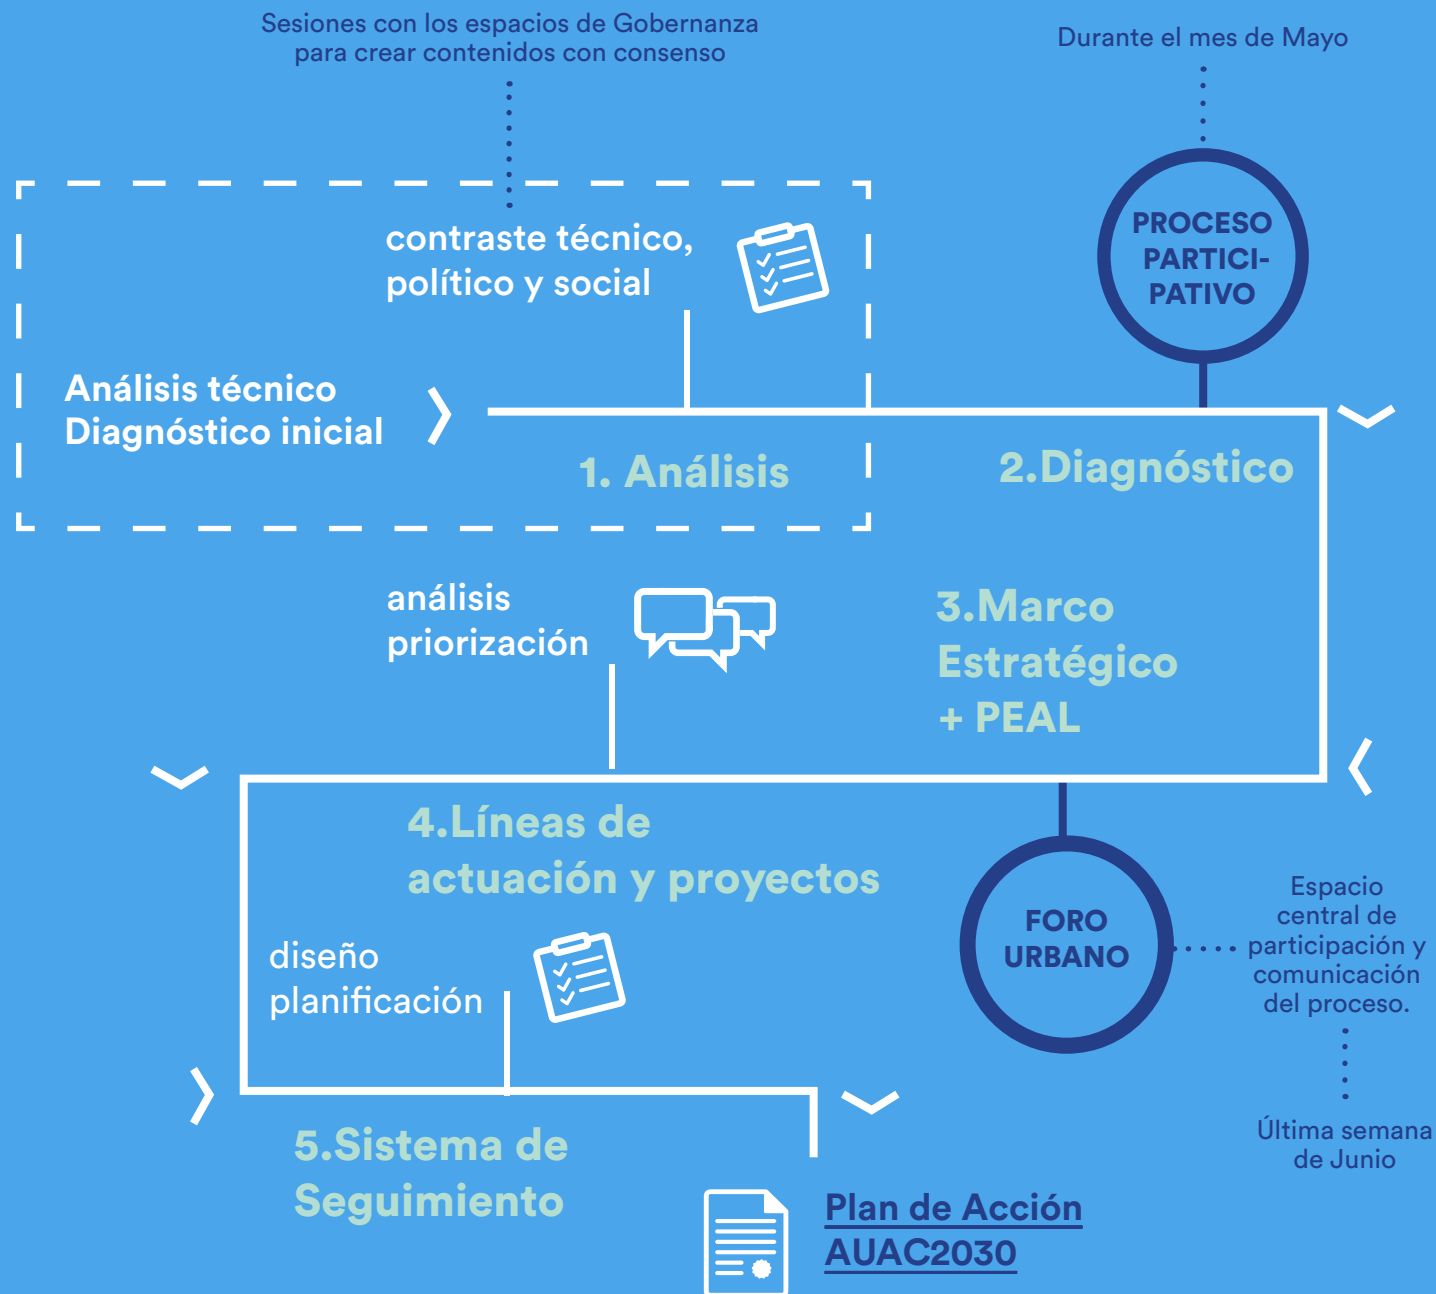 Sesiones con los espacios de Gobernanza
para crear contenidos con consenso
Durante el mes de Mayo
contraste técnico,
político y social
PROCESO
PARTICI-
PATIVO
Análisis técnico
Diagnóstico inicial
1. Análisis
2.Diagnóstico
análisis
priorización
3.Marco
Estratégico
+ PEAL
4.Líneas de
actuación y proyectos
FORO
URBANO
Espacio
central de
participación y
comunicación
del proceso.
diseño
planificación
Última semana
de Junio
5.Sistema de
Seguimiento
Plan de Acción
AUAC2030